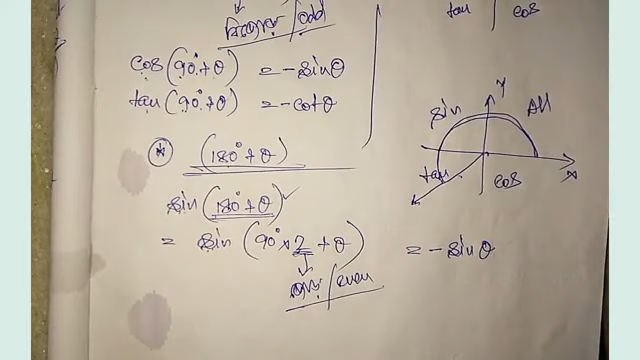 tan | cos
বিজোড় / odd
cos (90° + θ) = - sinθ
tan (90° + θ) = - cotθ
* (180° + θ)
sin (180° + θ) ✓
= sin (90° × 2 + θ) = - sinθ
জোড় / even
y
sin All
tan cos
x